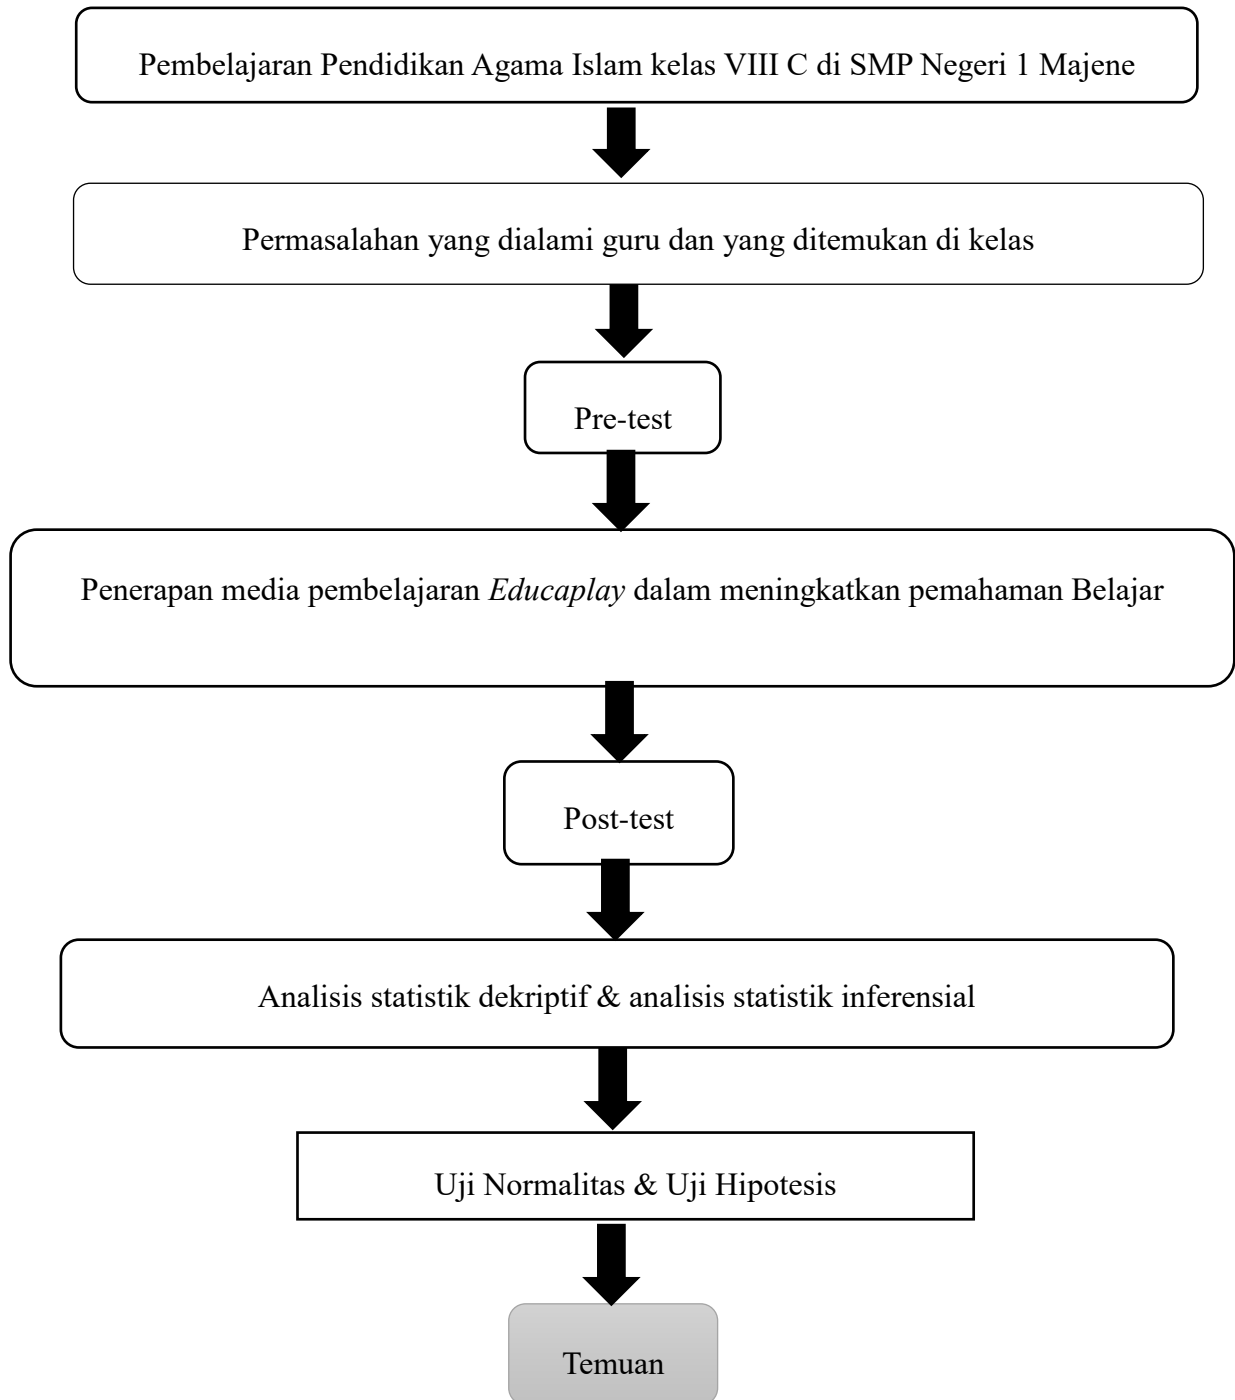 Pembelajaran Pendidikan Agama Islam kelas VIII C di SMP Negeri 1 Majene
Permasalahan yang dialami guru dan yang ditemukan di kelas
Pre-test
Penerapan media pembelajaran Educaplay dalam meningkatkan pemahaman Belajar
Post-test
Analisis statistik dekriptif & analisis statistik inferensial
Uji Normalitas & Uji Hipotesis
Temuan